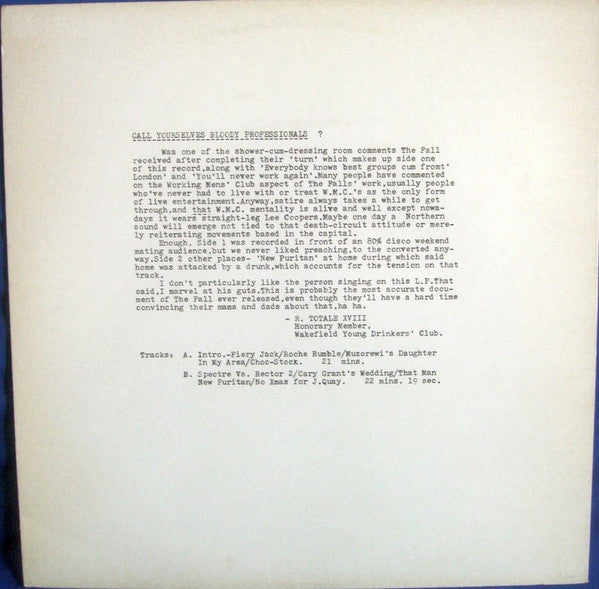 CALL YOURSELVES BLOODY PROFESSIONALS ?
Was one of the shower-cum-dressing room comments The Fall
received after completing their 'turn' which makes up side one
of this record,along with 'Everybody knows best groups cum fromt'
London' and 'You'll never work again'.Many people have commented
on the Working Mens' Club aspect of The Falls' work,usually people
who've never had to live with or treat W.M.C.'s as the only form
of live entertainment.Anyway,satire always takes a while to get
through,and that W.M.C. mentality is alive and well except nowa-
days it wears straight-leg Lee Coopers.Maybe one day a Northern
sound will emerge not tied to that death-circuit attitude or mere-
ly reiterating movements based in the capital.
Enough. Side 1 was recorded in front of an 80% disco weekend
mating audience,but we never liked preaching,to the converted any-
way.Side 2 other places- 'New Puritan' at home during which said
home was attacked by a drunk,which accounts for the tension on that
track.
I don't particularly like the person singing on this L.P.That
said,I marvel at his guts.This is probably the most accurate docu-
ment of The Fall ever released,even though they'll have a hard time
convincing their mams and dads about that,ha ha.
- R. TOTALE XVIII
Honorary Member.
Wakefield Young Drinkers' Club.
Tracks: A. Intro.-Fiery Jack/Roche Rumble/Muzorewi's Daughter
In My Area/Choc-Stock. 21 mins.
B. Spectre Vs. Rector 2/Cary Grant's Wedding/That Man
New Puritan/No Xmas for J.Quay. 22 mins. 19 sec.